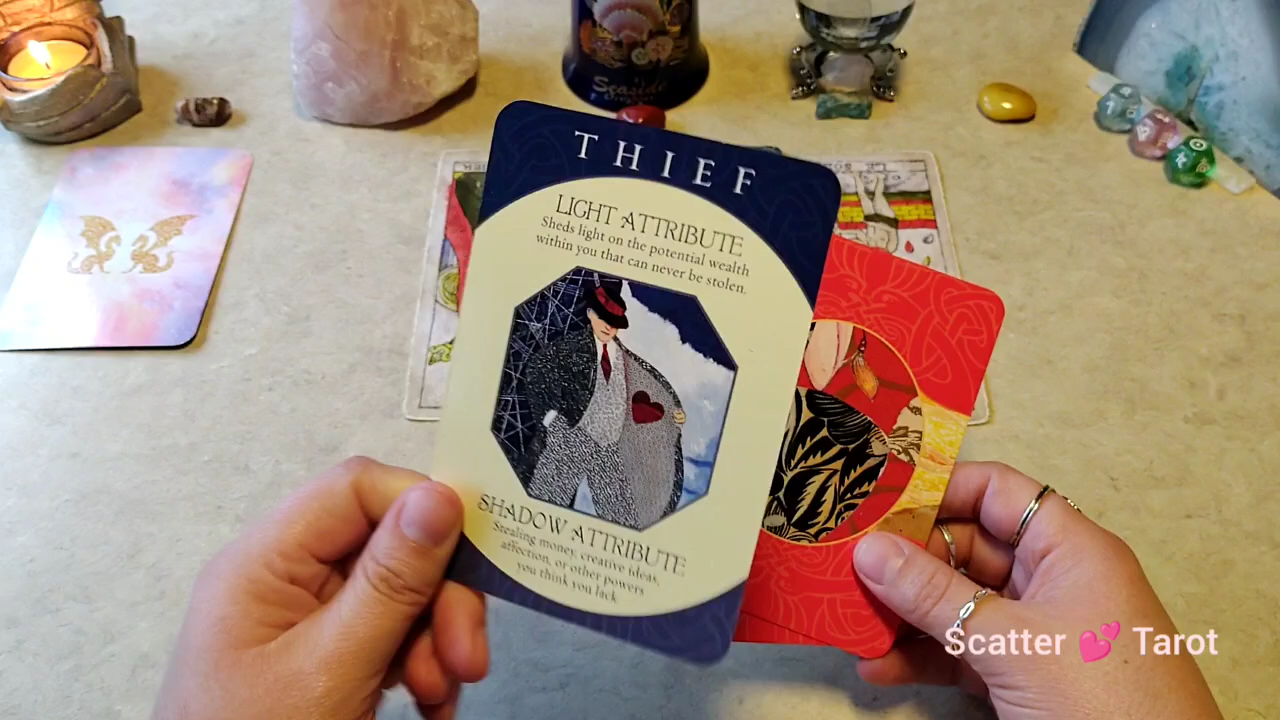 Seaside
THIEF
LIGHT ATTRIBUTE
Sheds light on the potential wealth
within you that can never be stolen.
SHADOW ATTRIBUTE
Stealing money, creative ideas,
affection, or other powers
you think you lack
Scatter 💕 Tarot